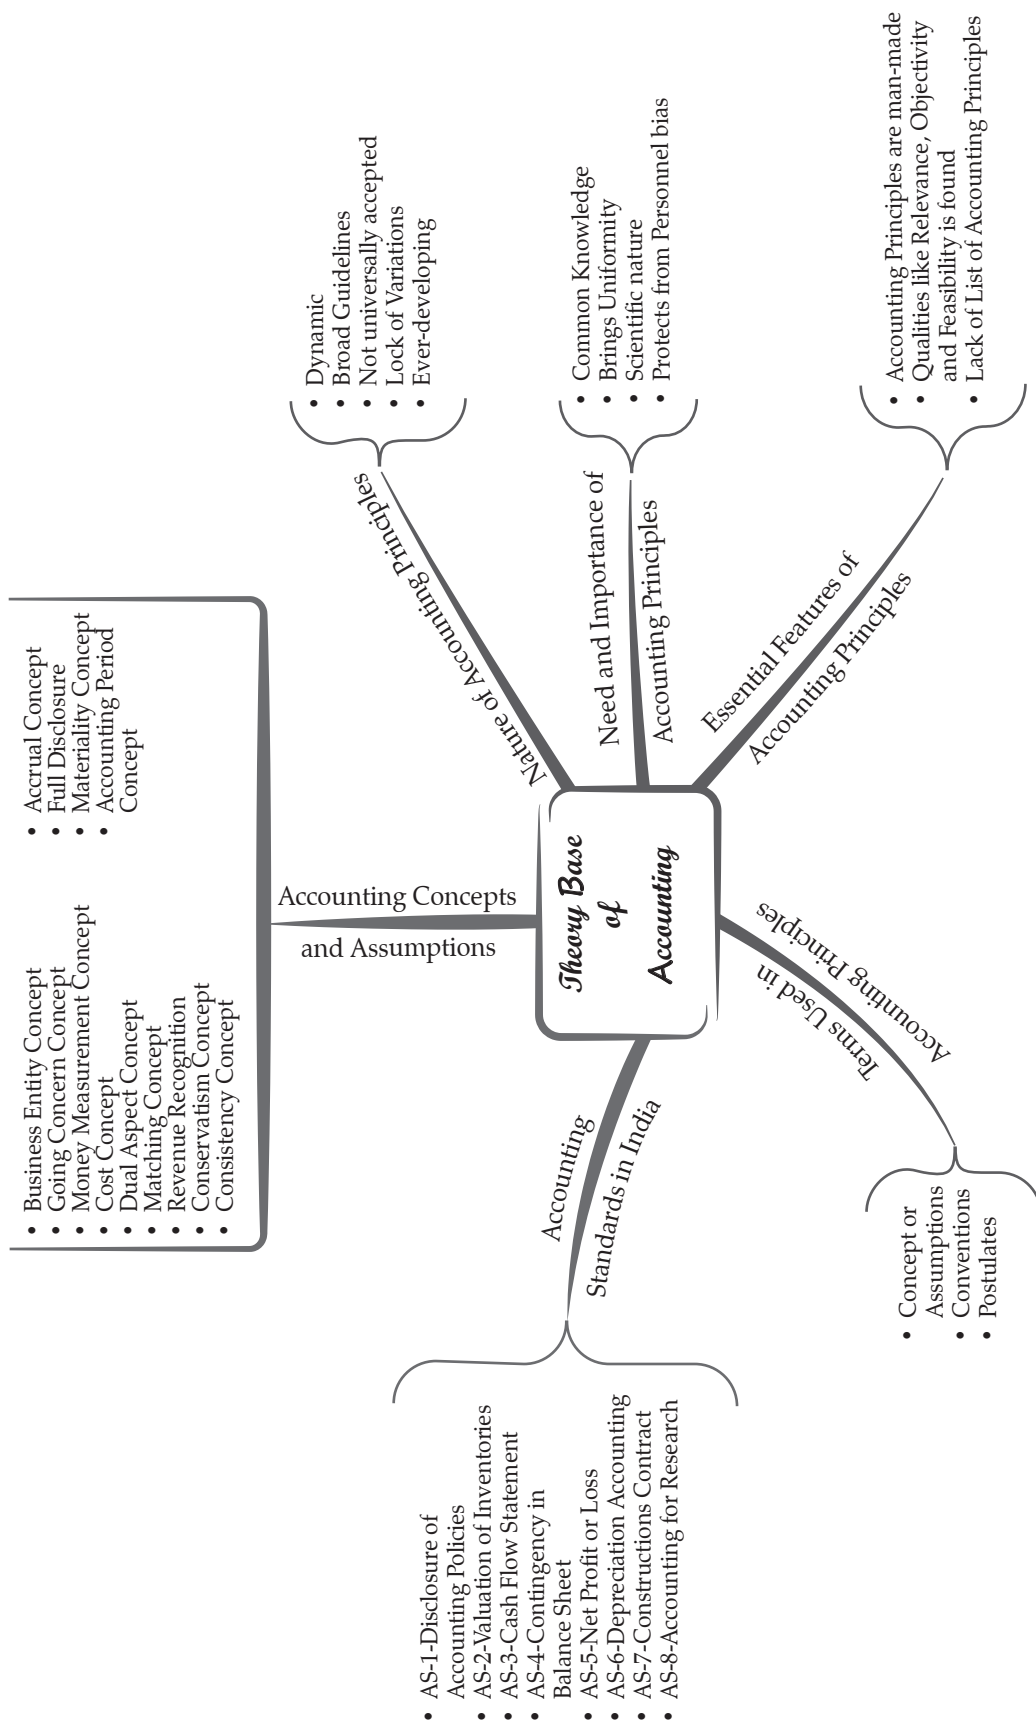 Theory Base
of
Accounting
Accounting Concepts
and Assumptions
• Business Entity Concept
• Going Concern Concept
• Money Measurement Concept
• Cost Concept
• Dual Aspect Concept
• Matching Concept
• Revenue Recognition
• Conservatism Concept
• Consistency Concept
• Accrual Concept
• Full Disclosure
• Materiality Concept
• Accounting Period
Concept
Nature of Accounting Principles
• Dynamic
• Broad Guidelines
• Not universally accepted
• Lock of Variations
• Ever-developing
Need and Importance of
Accounting Principles
• Common Knowledge
• Brings Uniformity
• Scientific nature
• Protects from Personnel bias
Essential Features of
Accounting Principles
• Accounting Principles are man-made
• Qualities like Relevance, Objectivity
and Feasibility is found
• Lack of List of Accounting Principles
Terms Used in
Accounting Principles
• Concept or
Assumptions
• Conventions
• Postulates
Accounting
Standards in India
• AS-1-Disclosure of
Accounting Policies
• AS-2-Valuation of Inventories
• AS-3-Cash Flow Statement
• AS-4-Contingency in
Balance Sheet
• AS-5-Net Profit or Loss
• AS-6-Depreciation Accounting
• AS-7-Constructions Contract
• AS-8-Accounting for Research